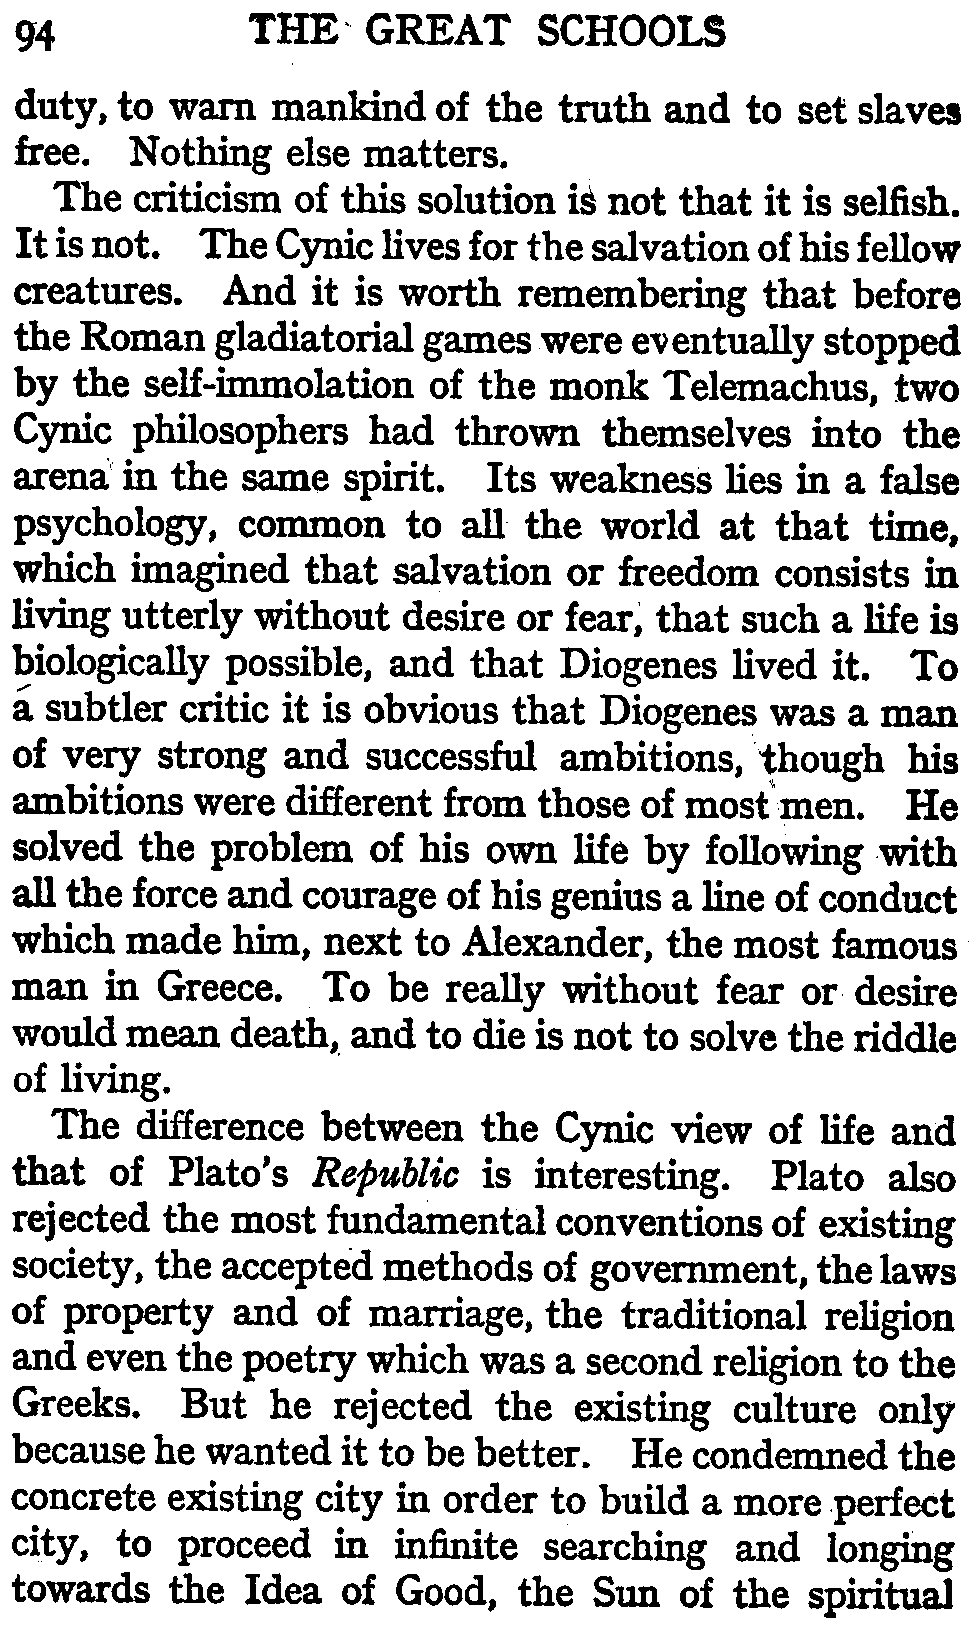 94 THE GREAT SCHOOLS
duty, to warn mankind of the truth and to set slaves
free. Nothing else matters.
The criticism of this solution is not that it is selfish.
It is not. The Cynic lives for the salvation of his fellow
creatures. And it is worth remembering that before
the Roman gladiatorial games were eventually stopped
by the self-immolation of the monk Telemachus, two
Cynic philosophers had thrown themselves into the
arena in the same spirit. Its weakness lies in a false
psychology, common to all the world at that time,
which imagined that salvation or freedom consists in
living utterly without desire or fear, that such a life is
biologically possible, and that Diogenes lived it. To
a subtler critic it is obvious that Diogenes was a man
of very strong and successful ambitions, though his
ambitions were different from those of most men. He
solved the problem of his own life by following with
all the force and courage of his genius a line of conduct
which made him, next to Alexander, the most famous
man in Greece. To be really without fear or desire
would mean death, and to die is not to solve the riddle
of living.
The difference between the Cynic view of life and
that of Plato's Republic is interesting. Plato also
rejected the most fundamental conventions of existing
society, the accepted methods of government, the laws
of property and of marriage, the traditional religion
and even the poetry which was a second religion to the
Greeks. But he rejected the existing culture only
because he wanted it to be better. He condemned the
concrete existing city in order to build a more perfect
city, to proceed in infinite searching and longing
towards the Idea of Good, the Sun of the spiritual